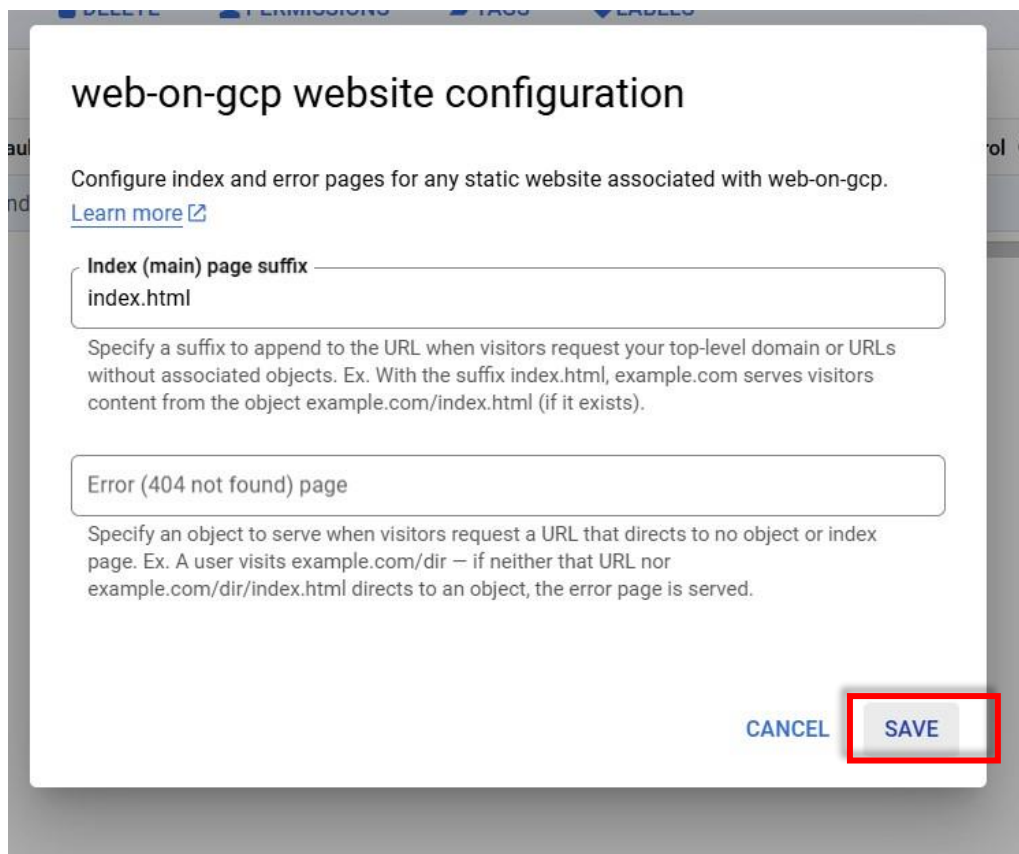 DELETE PERMISSIONS TAGS LABELS
web-on-gcp website configuration
Configure index and error pages for any static website associated with web-on-gcp.
Learn more
Index (main) page suffix
index.html
Specify a suffix to append to the URL when visitors request your top-level domain or URLs
without associated objects. Ex. With the suffix index.html, example.com serves visitors
content from the object example.com/index.html (if it exists).
Error (404 not found) page
Specify an object to serve when visitors request a URL that directs to no object or index
page. Ex. A user visits example.com/dir — if neither that URL nor
example.com/dir/index.html directs to an object, the error page is served.
CANCEL SAVE